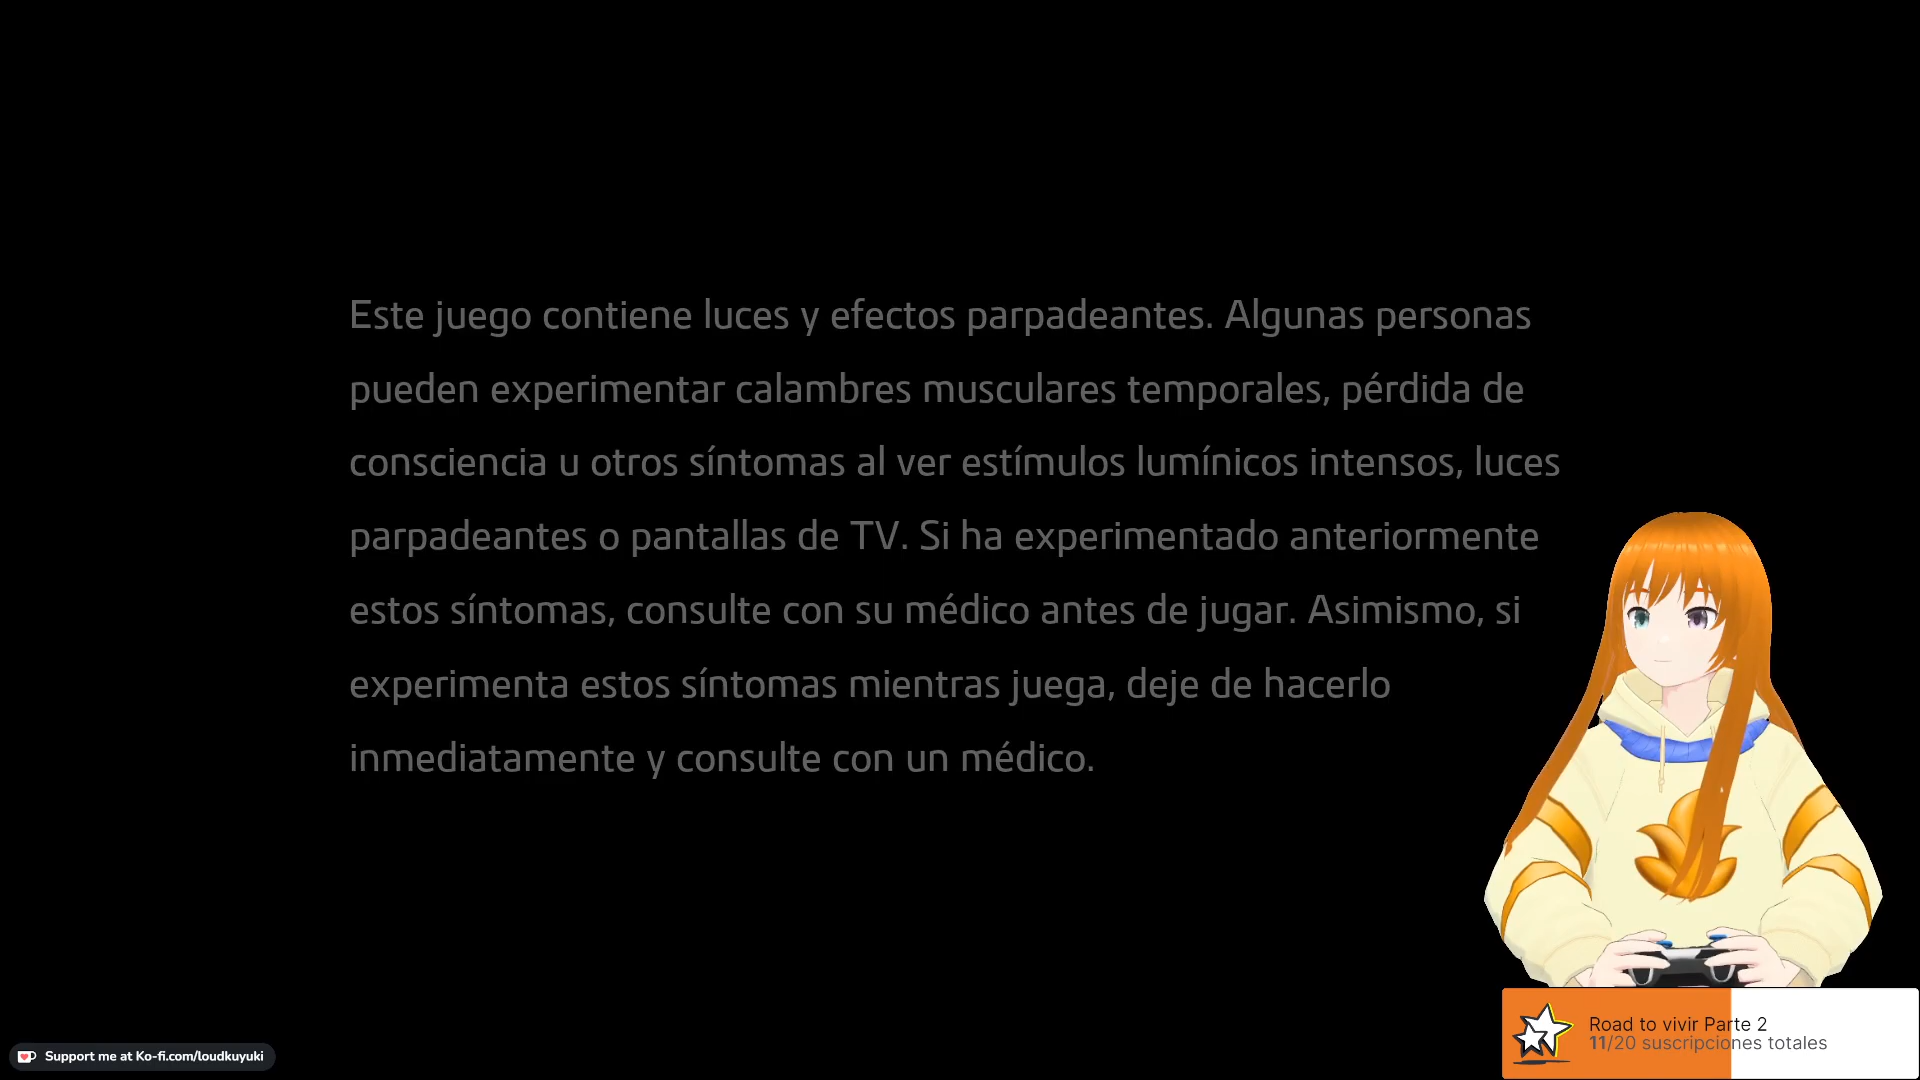 Este juego contiene luces y efectos parpadeantes. Algunas personas
pueden experimentar calambres musculares temporales, pérdida de
consciencia u otros síntomas al ver estímulos lumínicos intensos, luces
parpadeantes o pantallas de TV. Si ha experimentado anteriormente
estos síntomas, consulte con su médico antes de jugar. Asimismo, si
experimenta estos síntomas mientras juega, deje de hacerlo
inmediatamente y consulte con un médico.
Road to vivir Parte 2
11/20 suscripciones totales
Support me at Ko-fi.com/loudkuyuki